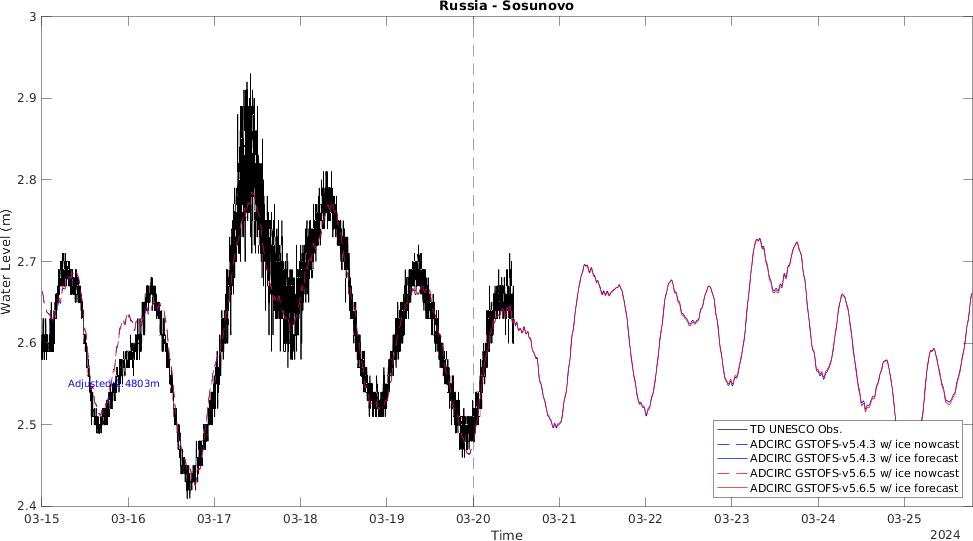 Russia - Sosunovo
3
2.9
2.8
2.7
2.6
2.5
2.4
Water Level (m)
03-15
03-16
03-17
03-18
03-19
03-20
03-21
03-22
03-23
03-24
03-25
Time
2024
TD UNESCO Obs.
ADCIRC GSTOFS-v5.4.3 w/ ice nowcast
ADCIRC GSTOFS-v5.4.3 w/ ice forecast
ADCIRC GSTOFS-v5.6.5 w/ ice nowcast
ADCIRC GSTOFS-v5.6.5 w/ ice forecast